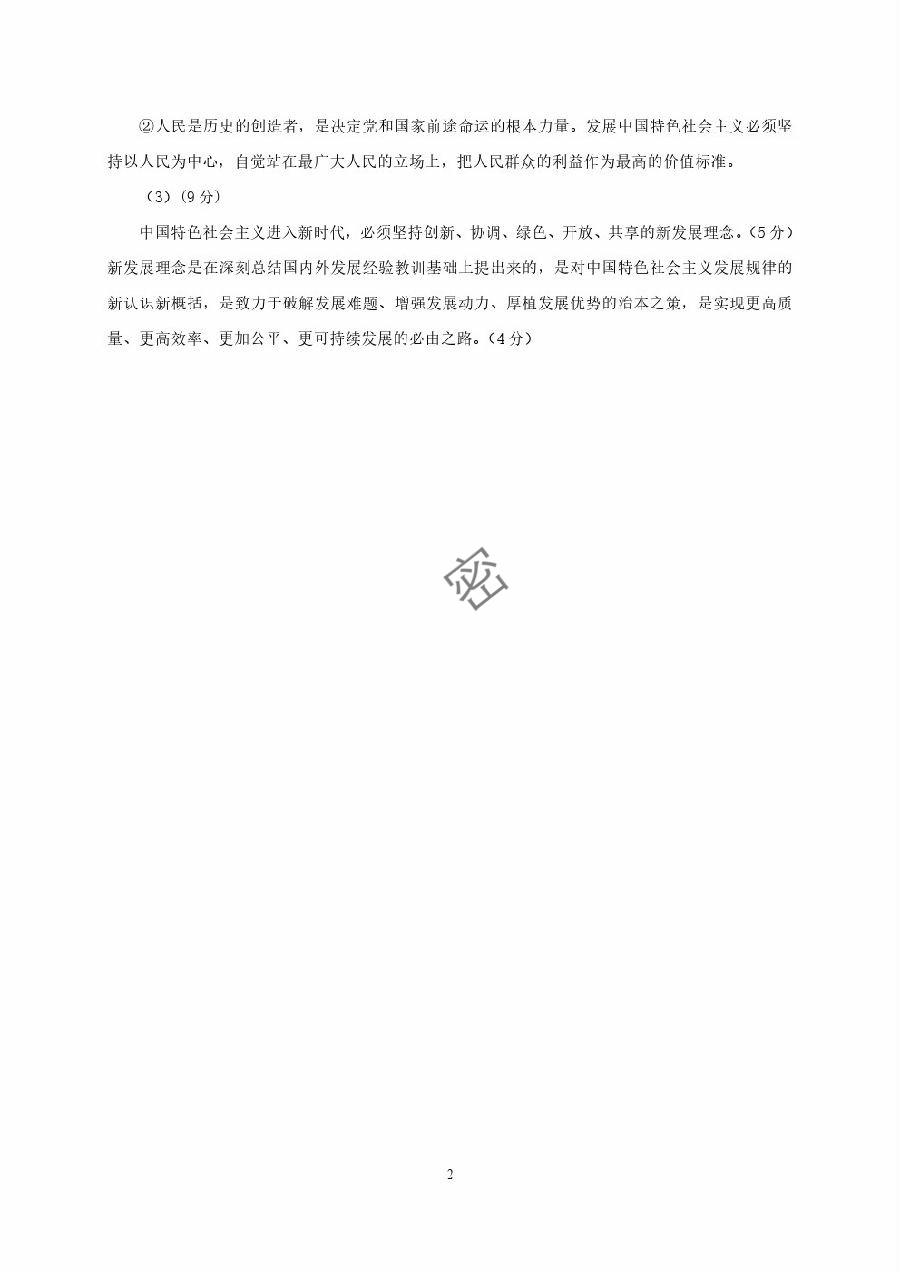 ②人民是历史的创造者，是决定党和国家前途命运的根本力量。发展中国特色社会主义必须坚
持以人民为中心，自觉站在最广大人民的立场上，把人民群众的利益作为最高的价值标准。
（3）(9 分)
中国特色社会主义进入新时代，必须坚持创新、协调、绿色、开放、共享的新发展理念。（5 分）
新发展理念是在深刻总结国内外发展经验教训基础上提出来的，是对中国特色社会主义发展规律的
新认识新概括，是致力于破解发展难题、增强发展动力、厚植发展优势的治本之策，是实现更高质
量、更高效率、更加公平、更可持续发展的必由之路。（4 分）
密
2